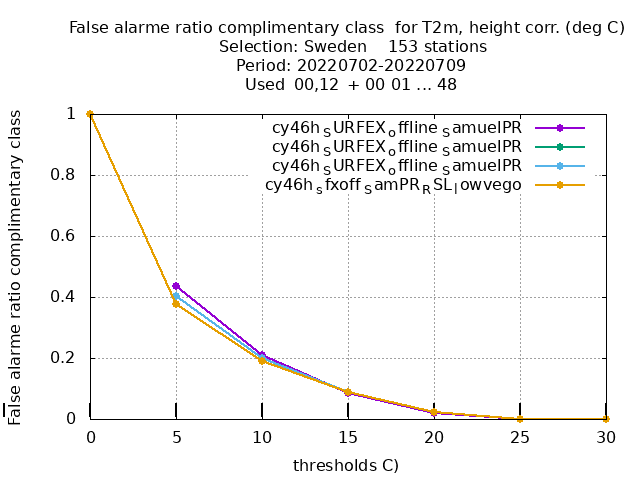 False alarme ratio complimentary class  for T2m, height corr. (deg C)
Selection: Sweden    153 stations
Period: 20220702-20220709
Used  00,12  + 00 01 ... 48
False alarme ratio complimentary class
1
0.8
0.6
0.4
0.2
0
cy46h_SURFEX_offline_SamuelPR
cy46h_SURFEX_offline_SamuelPR
cy46h_SURFEX_offline_SamuelPR
cy46h_sfxoff_SamPR_RSL_lowvego
0 5 10 15 20 25 30
thresholds C)